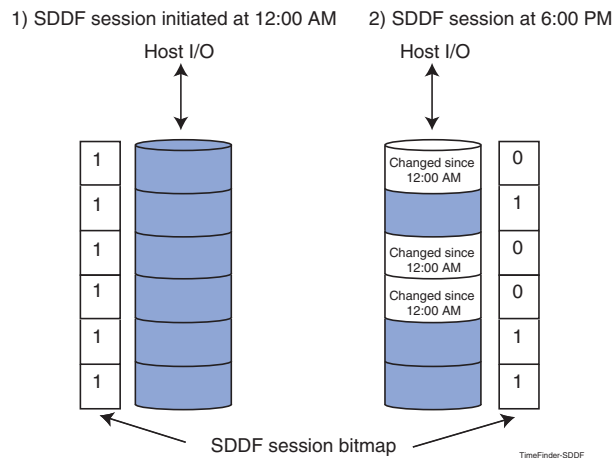 1) SDDF session initiated at 12:00 AM
2) SDDF session at 6:00 PM
Host I/O
Host I/O
1
1
1
1
1
1
Changed since
12:00 AM
Changed since
12:00 AM
Changed since
12:00 AM
0
1
0
0
1
1
SDDF session bitmap
TimeFinder-SDDF